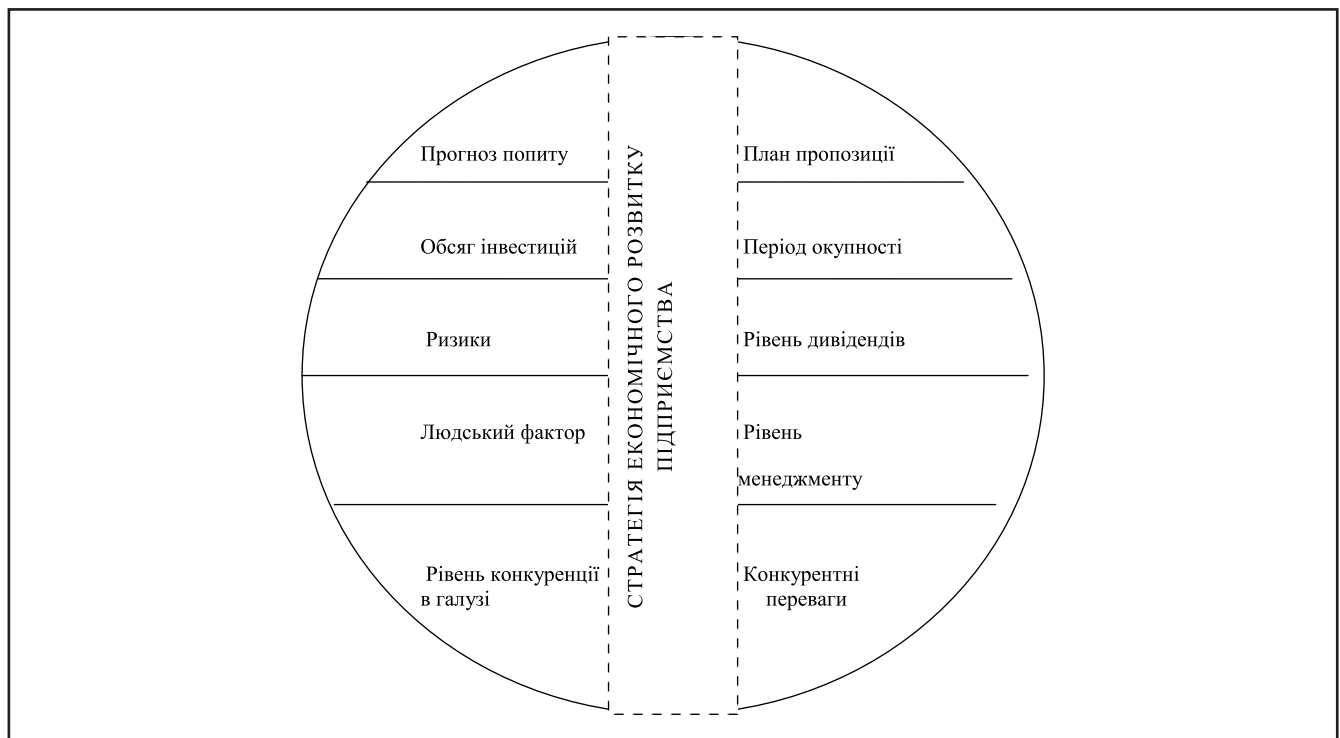 Прогноз попиту
Обсяг інвестицій
Ризики
Людський фактор
Рівень конкуренції
в галузі
СТРАТЕГІЯ ЕКОНОМІЧНОГО РОЗВИТКУ
ПІДПРИЄМСТВА
План пропозиції
Період окупності
Рівень дивідендів
Рівень
менеджменту
Конкурентні
переваги